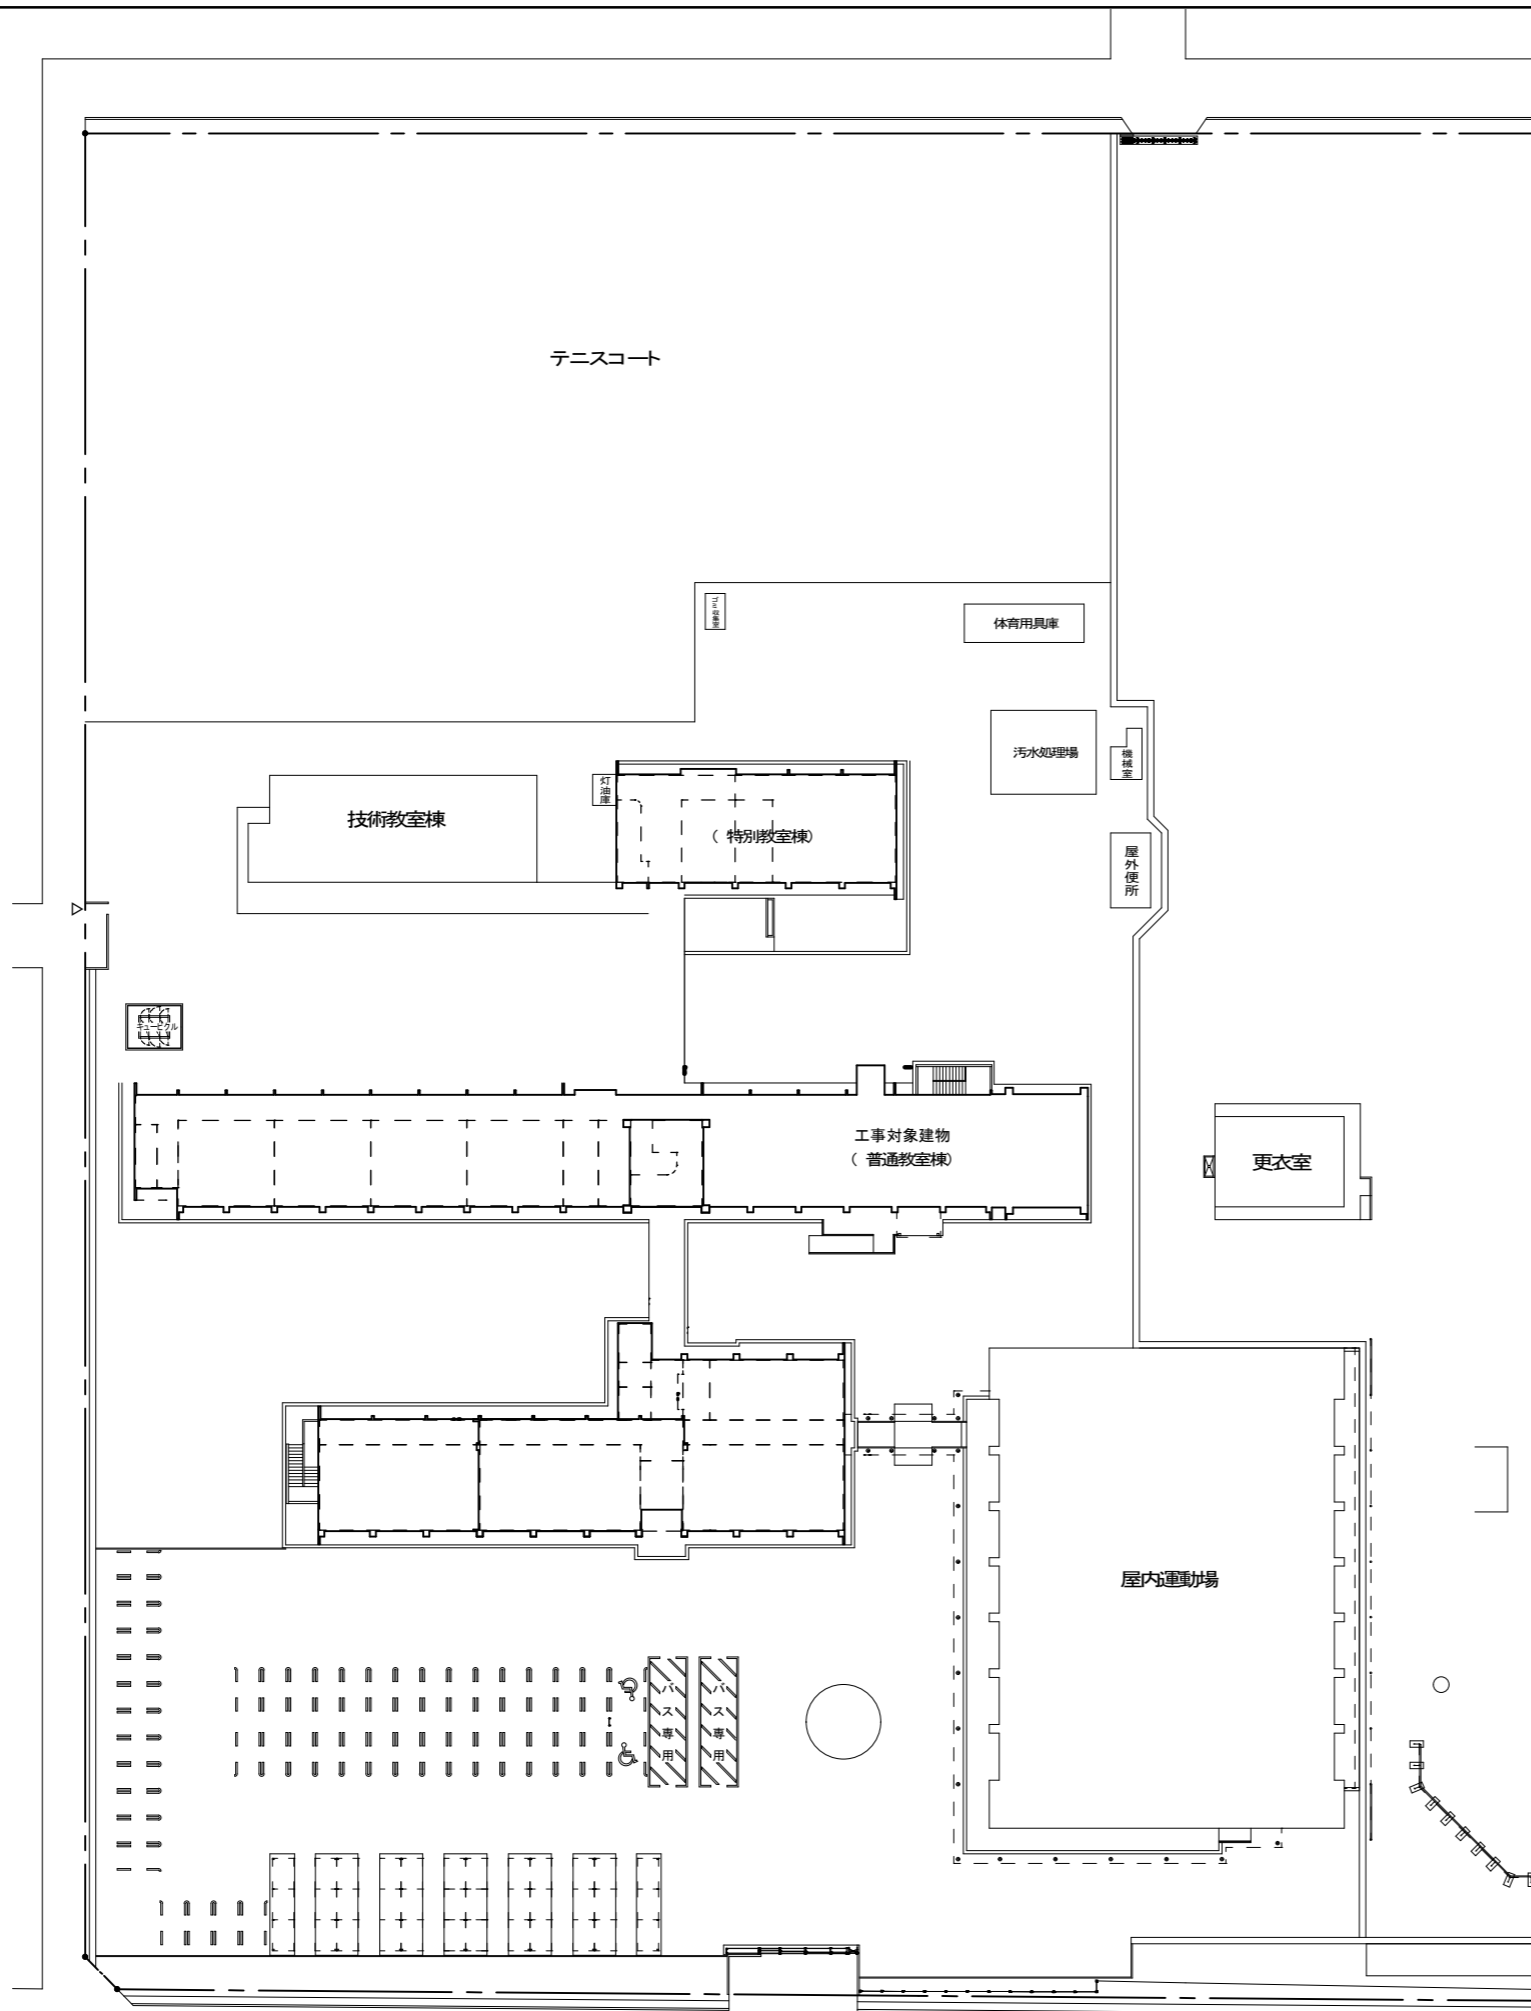 テニスコート
体育用具庫
汚水処理場
機械室
灯油庫
技術教室棟
(特別教室棟)
屋外便所
キュービクル
工事対象建物
(普通教室棟)
更衣室
屋内運動場
バス専用
バス専用